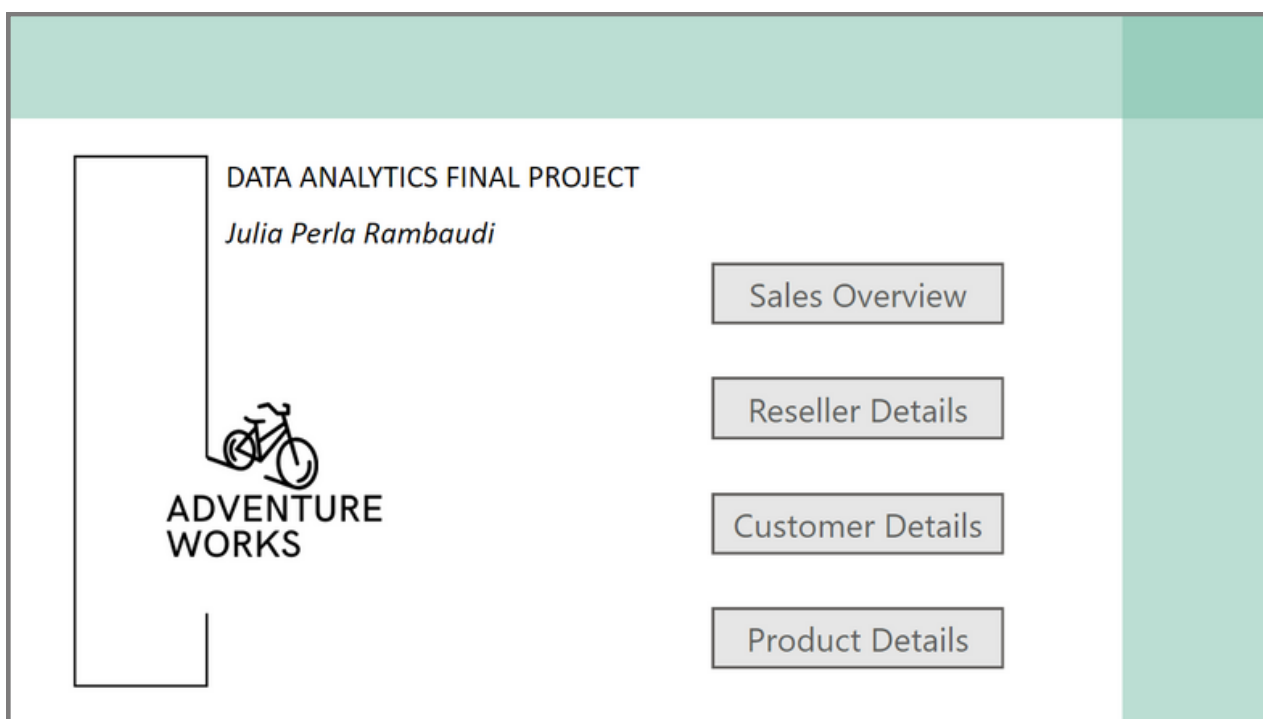 DATA ANALYTICS FINAL PROJECT
Julia Perla Rambaudi
ADVENTURE
WORKS
Sales Overview
Reseller Details
Customer Details
Product Details